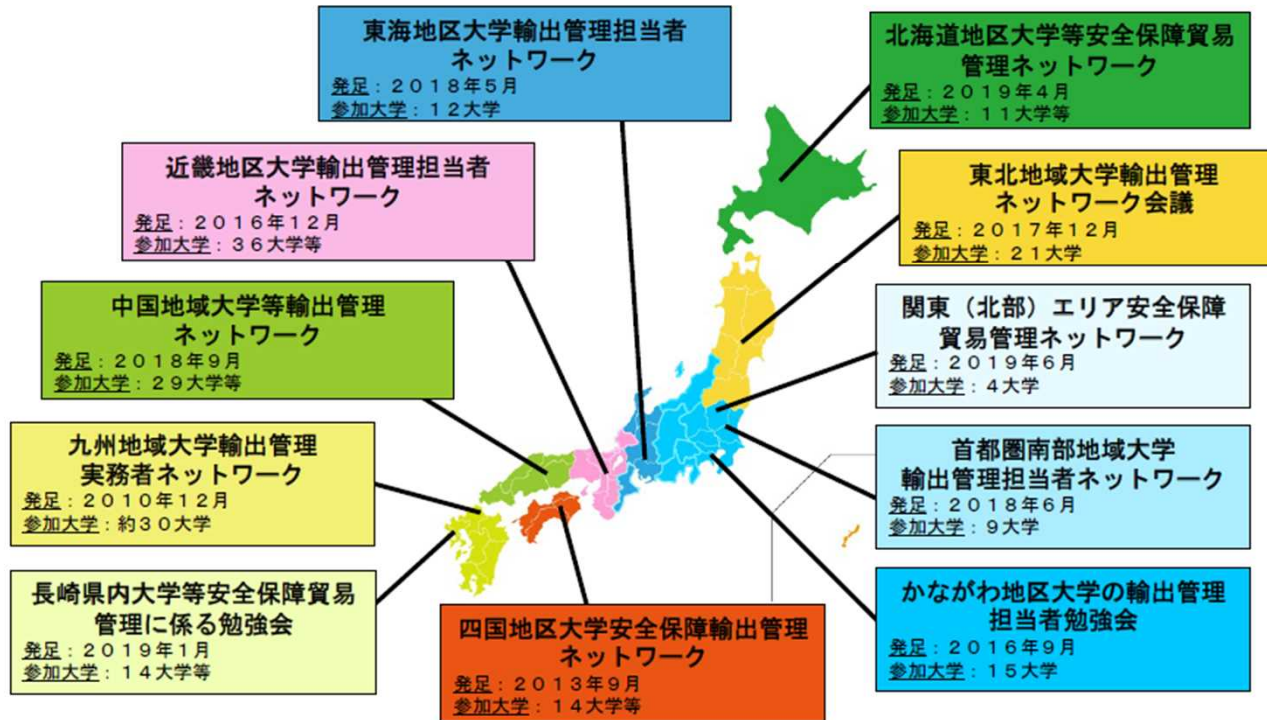 東海地区大学輸出管理担当者
ネットワーク
発足：２０１８年５月
参加大学：１２大学
北海道地区大学等安全保障貿易
管理ネットワーク
発足：２０１９年４月
参加大学：１１大学等
近畿地区大学輸出管理担当者
ネットワーク
発足：２０１６年１２月
参加大学：３６大学等
東北地域大学輸出管理
ネットワーク会議
発足：２０１７年１２月
参加大学：２１大学
中国地域大学等輸出管理
ネットワーク
発足：２０１８年９月
参加大学：２９大学等
関東（北部）エリア安全保障
貿易管理ネットワーク
発足：２０１９年６月
参加大学：４大学
九州地域大学輸出管理
実務者ネットワーク
発足：２０１０年１２月
参加大学：約３０大学
首都圏南部地域大学
輸出管理担当者ネットワーク
発足：２０１８年６月
参加大学：９大学
長崎県内大学等安全保障貿易
管理に係る勉強会
発足：２０１９年１月
参加大学：１４大学等
四国地区大学安全保障輸出管理
ネットワーク
発足：２０１３年９月
参加大学：１４大学等
かながわ地区大学の輸出管理
担当者勉強会
発足：２０１６年９月
参加大学：１５大学